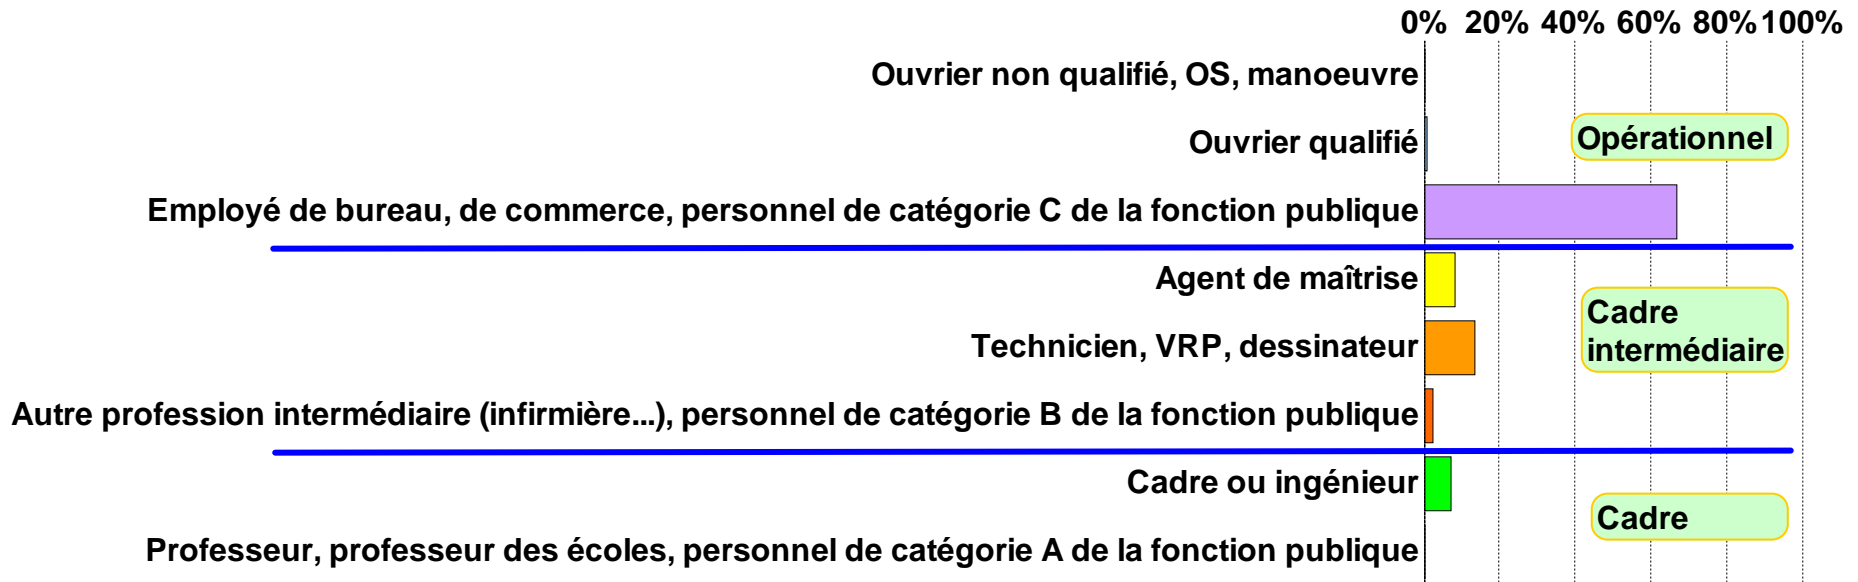 0% 20% 40% 60% 80% 100%
Ouvrier non qualifié, OS, manoeuvre
Ouvrier qualifié
Opérationnel
Employé de bureau, de commerce, personnel de catégorie C de la fonction publique
Agent de maîtrise
Cadre
intermédiaire
Technicien, VRP, dessinateur
Autre profession intermédiaire (infirmière...), personnel de catégorie B de la fonction publique
Cadre ou ingénieur
Cadre
Professeur, professeur des écoles, personnel de catégorie A de la fonction publique